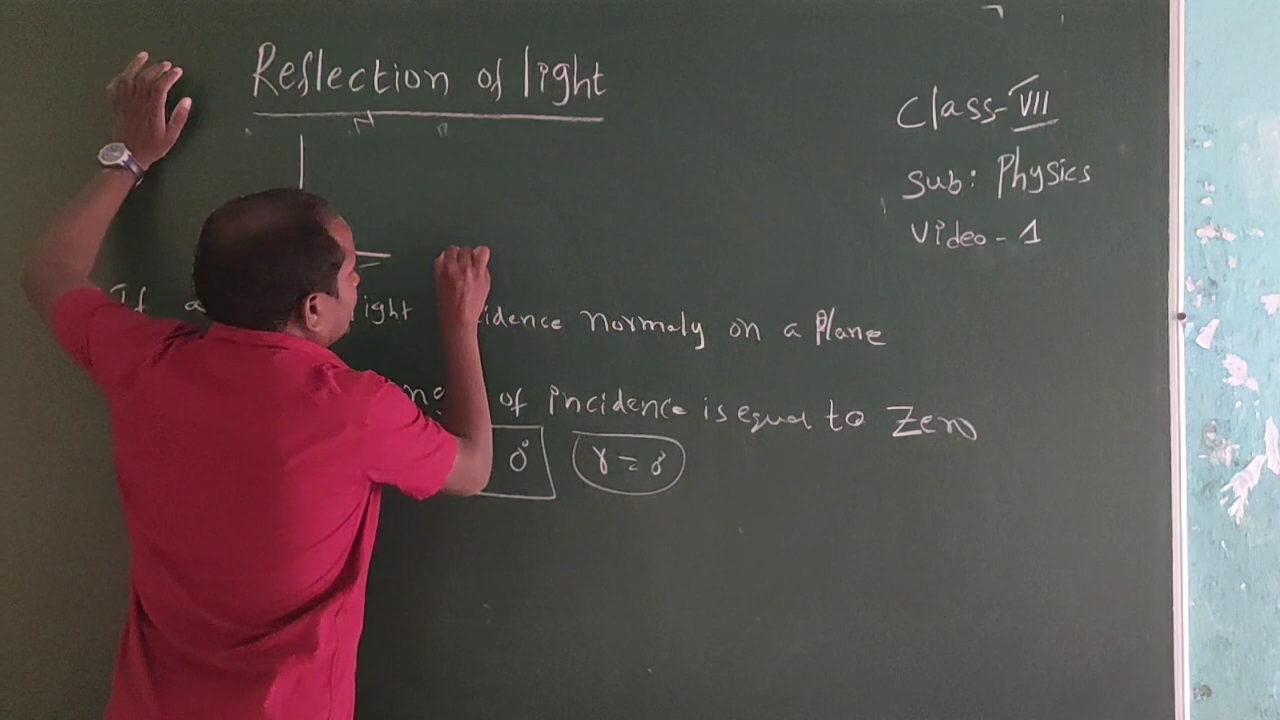 Reflection of light
Class- VII
Sub: Physics
Video - 1
N
If a ight idence normaly on a Plane
of incidence is equal to Zero
0° r = 0°